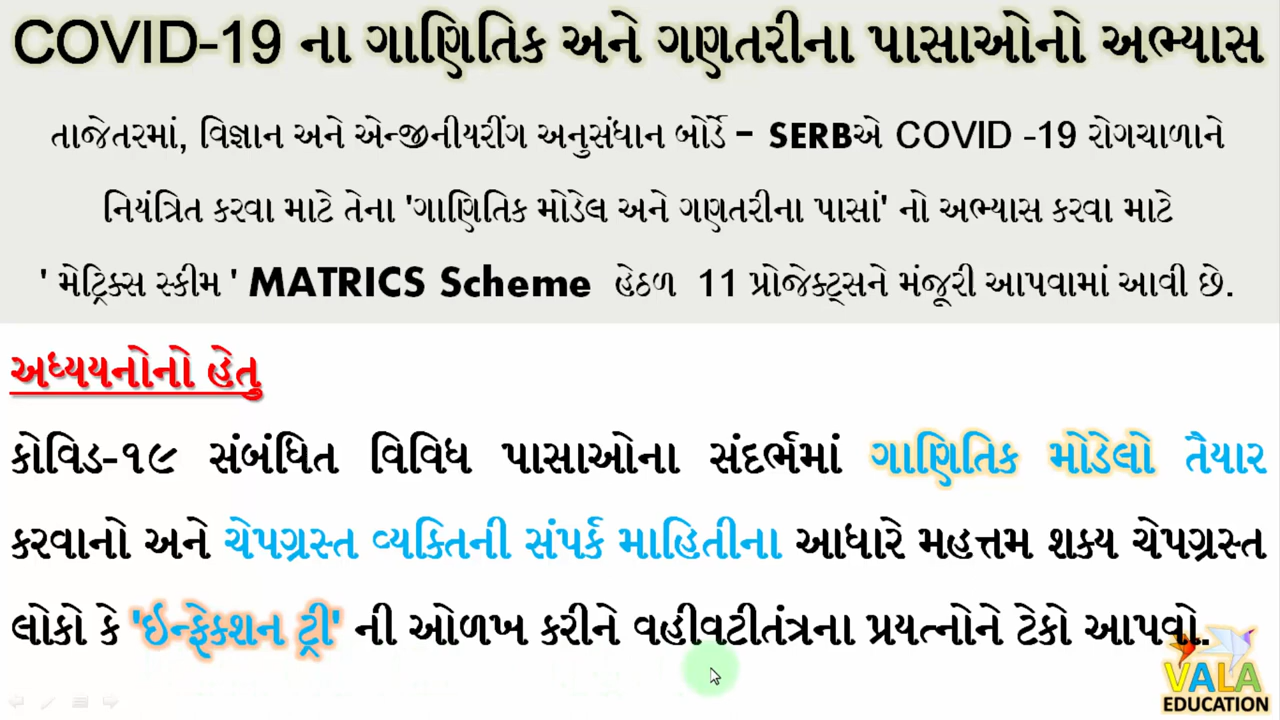 COVID-19 ના ગાણિતિક અને ગણતરીના પાસાઓનો અભ્યાસ
તાજેતરમાં, વિજ્ઞાન અને એન્જીનીયરીંગ અનુસંધાન બોર્ડે – SERBએ COVID -19 રોગચાળાને
નિયંત્રિત કરવા માટે તેના 'ગાણિતિક મોડેલ અને ગણતરીના પાસાં' નો અભ્યાસ કરવા માટે
' મેટ્રિક્સ સ્કીમ ' MATRICS Scheme હેઠળ 11 પ્રોજેક્ટ્સને મંજૂરી આપવામાં આવી છે.
અધ્યયનોનો હેતુ
કોવિડ-૧૯ સંબંધિત વિવિધ પાસાઓના સંદર્ભમાં ગાણિતિક મોડેલો તૈયાર
કરવાનો અને ચેપગ્રસ્ત વ્યક્તિની સંપર્ક માહિતીના આધારે મહત્તમ શક્ય ચેપગ્રસ્ત
લોકો કે 'ઇન્ફેક્શન ટ્રી' ની ઓળખ કરીને વહીવટીતંત્રના પ્રયત્નોને ટેકો આપવો.
VALA
EDUCATION